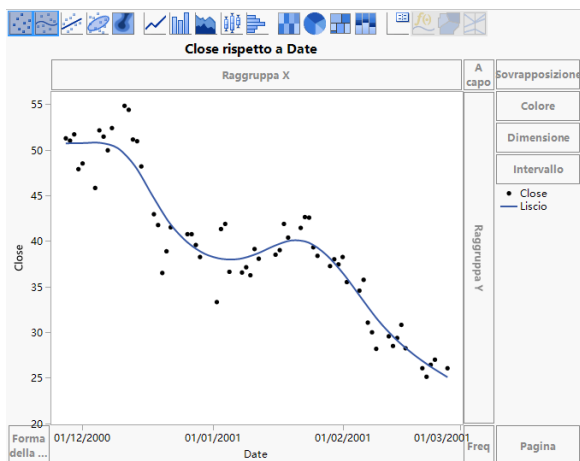 Close rispetto a Date
Raggruppa X
A capo
Sovrapposizione
Colore
Dimensione
Intervallo
Close
Liscio
Raggruppa Y
Close
55
50
45
40
35
30
25
20
01/12/2000
01/01/2001
01/02/2001
01/03/2001
Date
Forma
della ...
Freq
Pagina